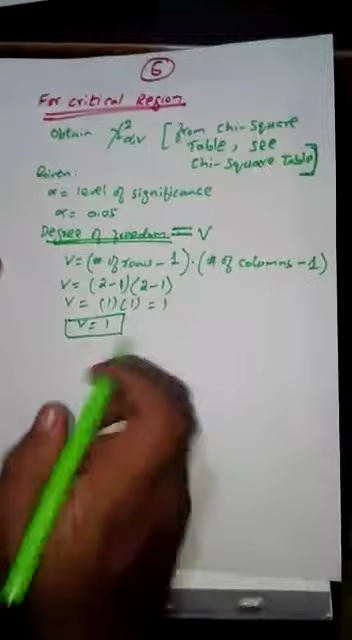 6
For critical Region
Obtain χ²α,v [from Chi-Square
Table, see
Chi-Square Table]
Given:
α = level of significance
α = 0.05
Degree of freedom = V
V = (# of rows - 1) · (# of columns - 1)
V = (2-1)(2-1)
V = (1)(1) = 1
V = 1